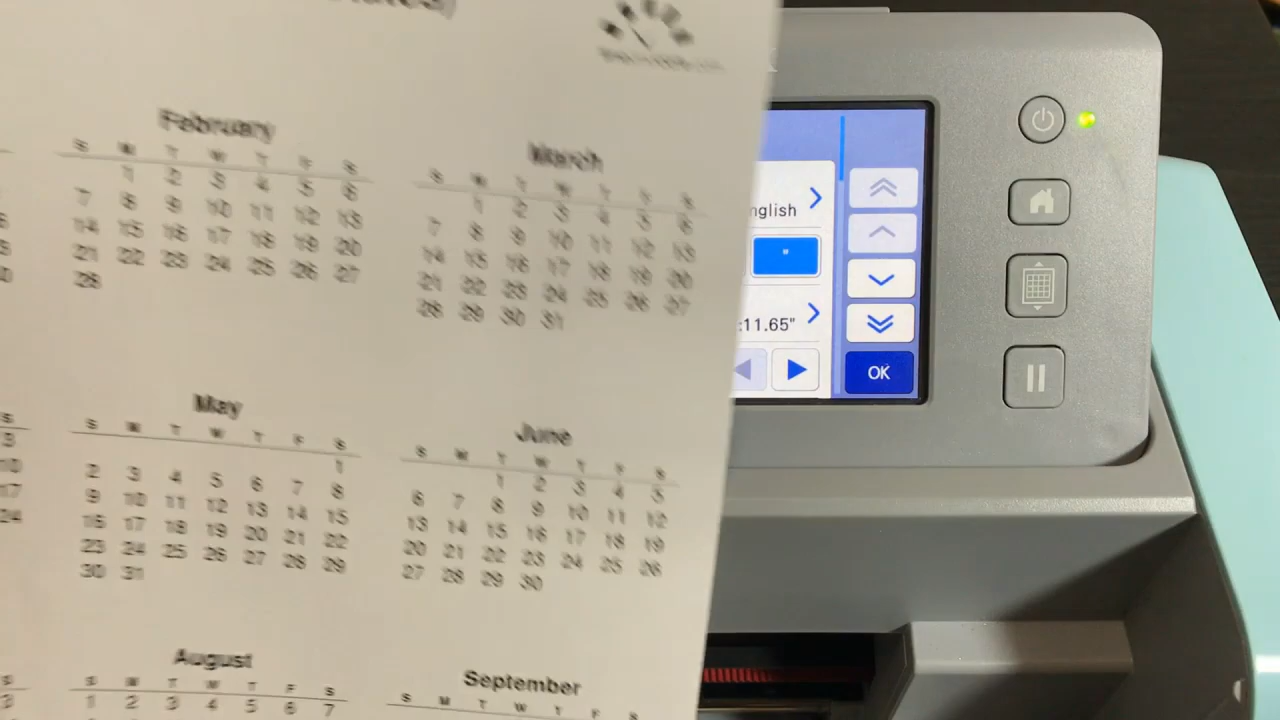 February
S M T W T F S
1 2 3 4 5 6
7 8 9 10 11 12 13
14 15 16 17 18 19 20
21 22 23 24 25 26 27
28
March
S M T W T F S
1 2 3 4 5 6
7 8 9 10 11 12 13
14 15 16 17 18 19 20
21 22 23 24 25 26 27
28 29 30 31
nglish
"
:11.65"
OK
S
3
10
17
24
May
S M T W T F S
1
2 3 4 5 6 7 8
9 10 11 12 13 14 15
16 17 18 19 20 21 22
23 24 25 26 27 28 29
30 31
June
S M T W T F S
1 2 3 4 5
6 7 8 9 10 11 12
13 14 15 16 17 18 19
20 21 22 23 24 25 26
27 28 29 30
August
S M T W T F S
1 2 3 4 5 6 7
September
S M T W T F S